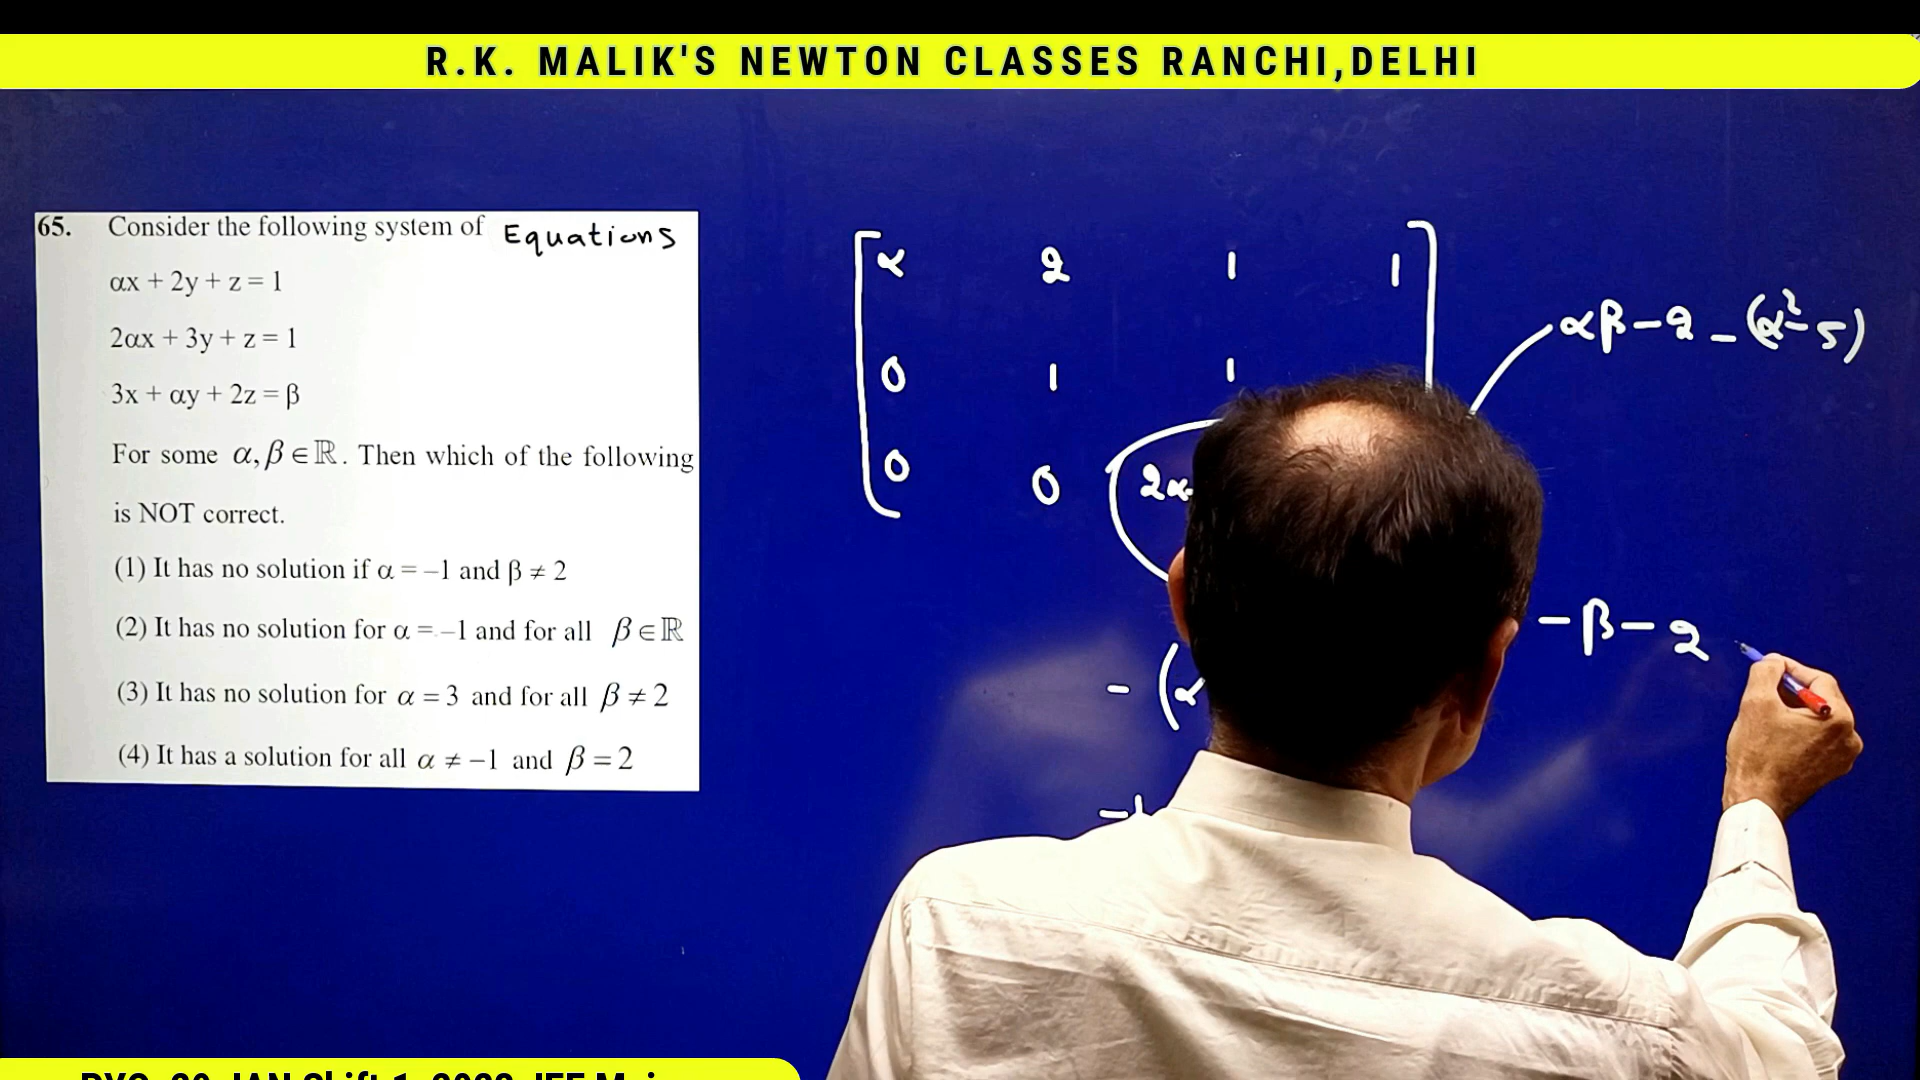 R.K. MALIK'S NEWTON CLASSES RANCHI,DELHI
65. Consider the following system of Equations
αx + 2y + z = 1
2αx + 3y + z = 1
3x + αy + 2z = β
For some α, β ∈ ℝ. Then which of the following
is NOT correct.
(1) It has no solution if α = –1 and β ≠ 2
(2) It has no solution for α = –1 and for all β ∈ ℝ
(3) It has no solution for α = 3 and for all β ≠ 2
(4) It has a solution for all α ≠ –1 and β = 2
α 2 1 1
0 1 1
0 0 2α
αβ – 2 – (α² – 5)
– β – 2
– (α